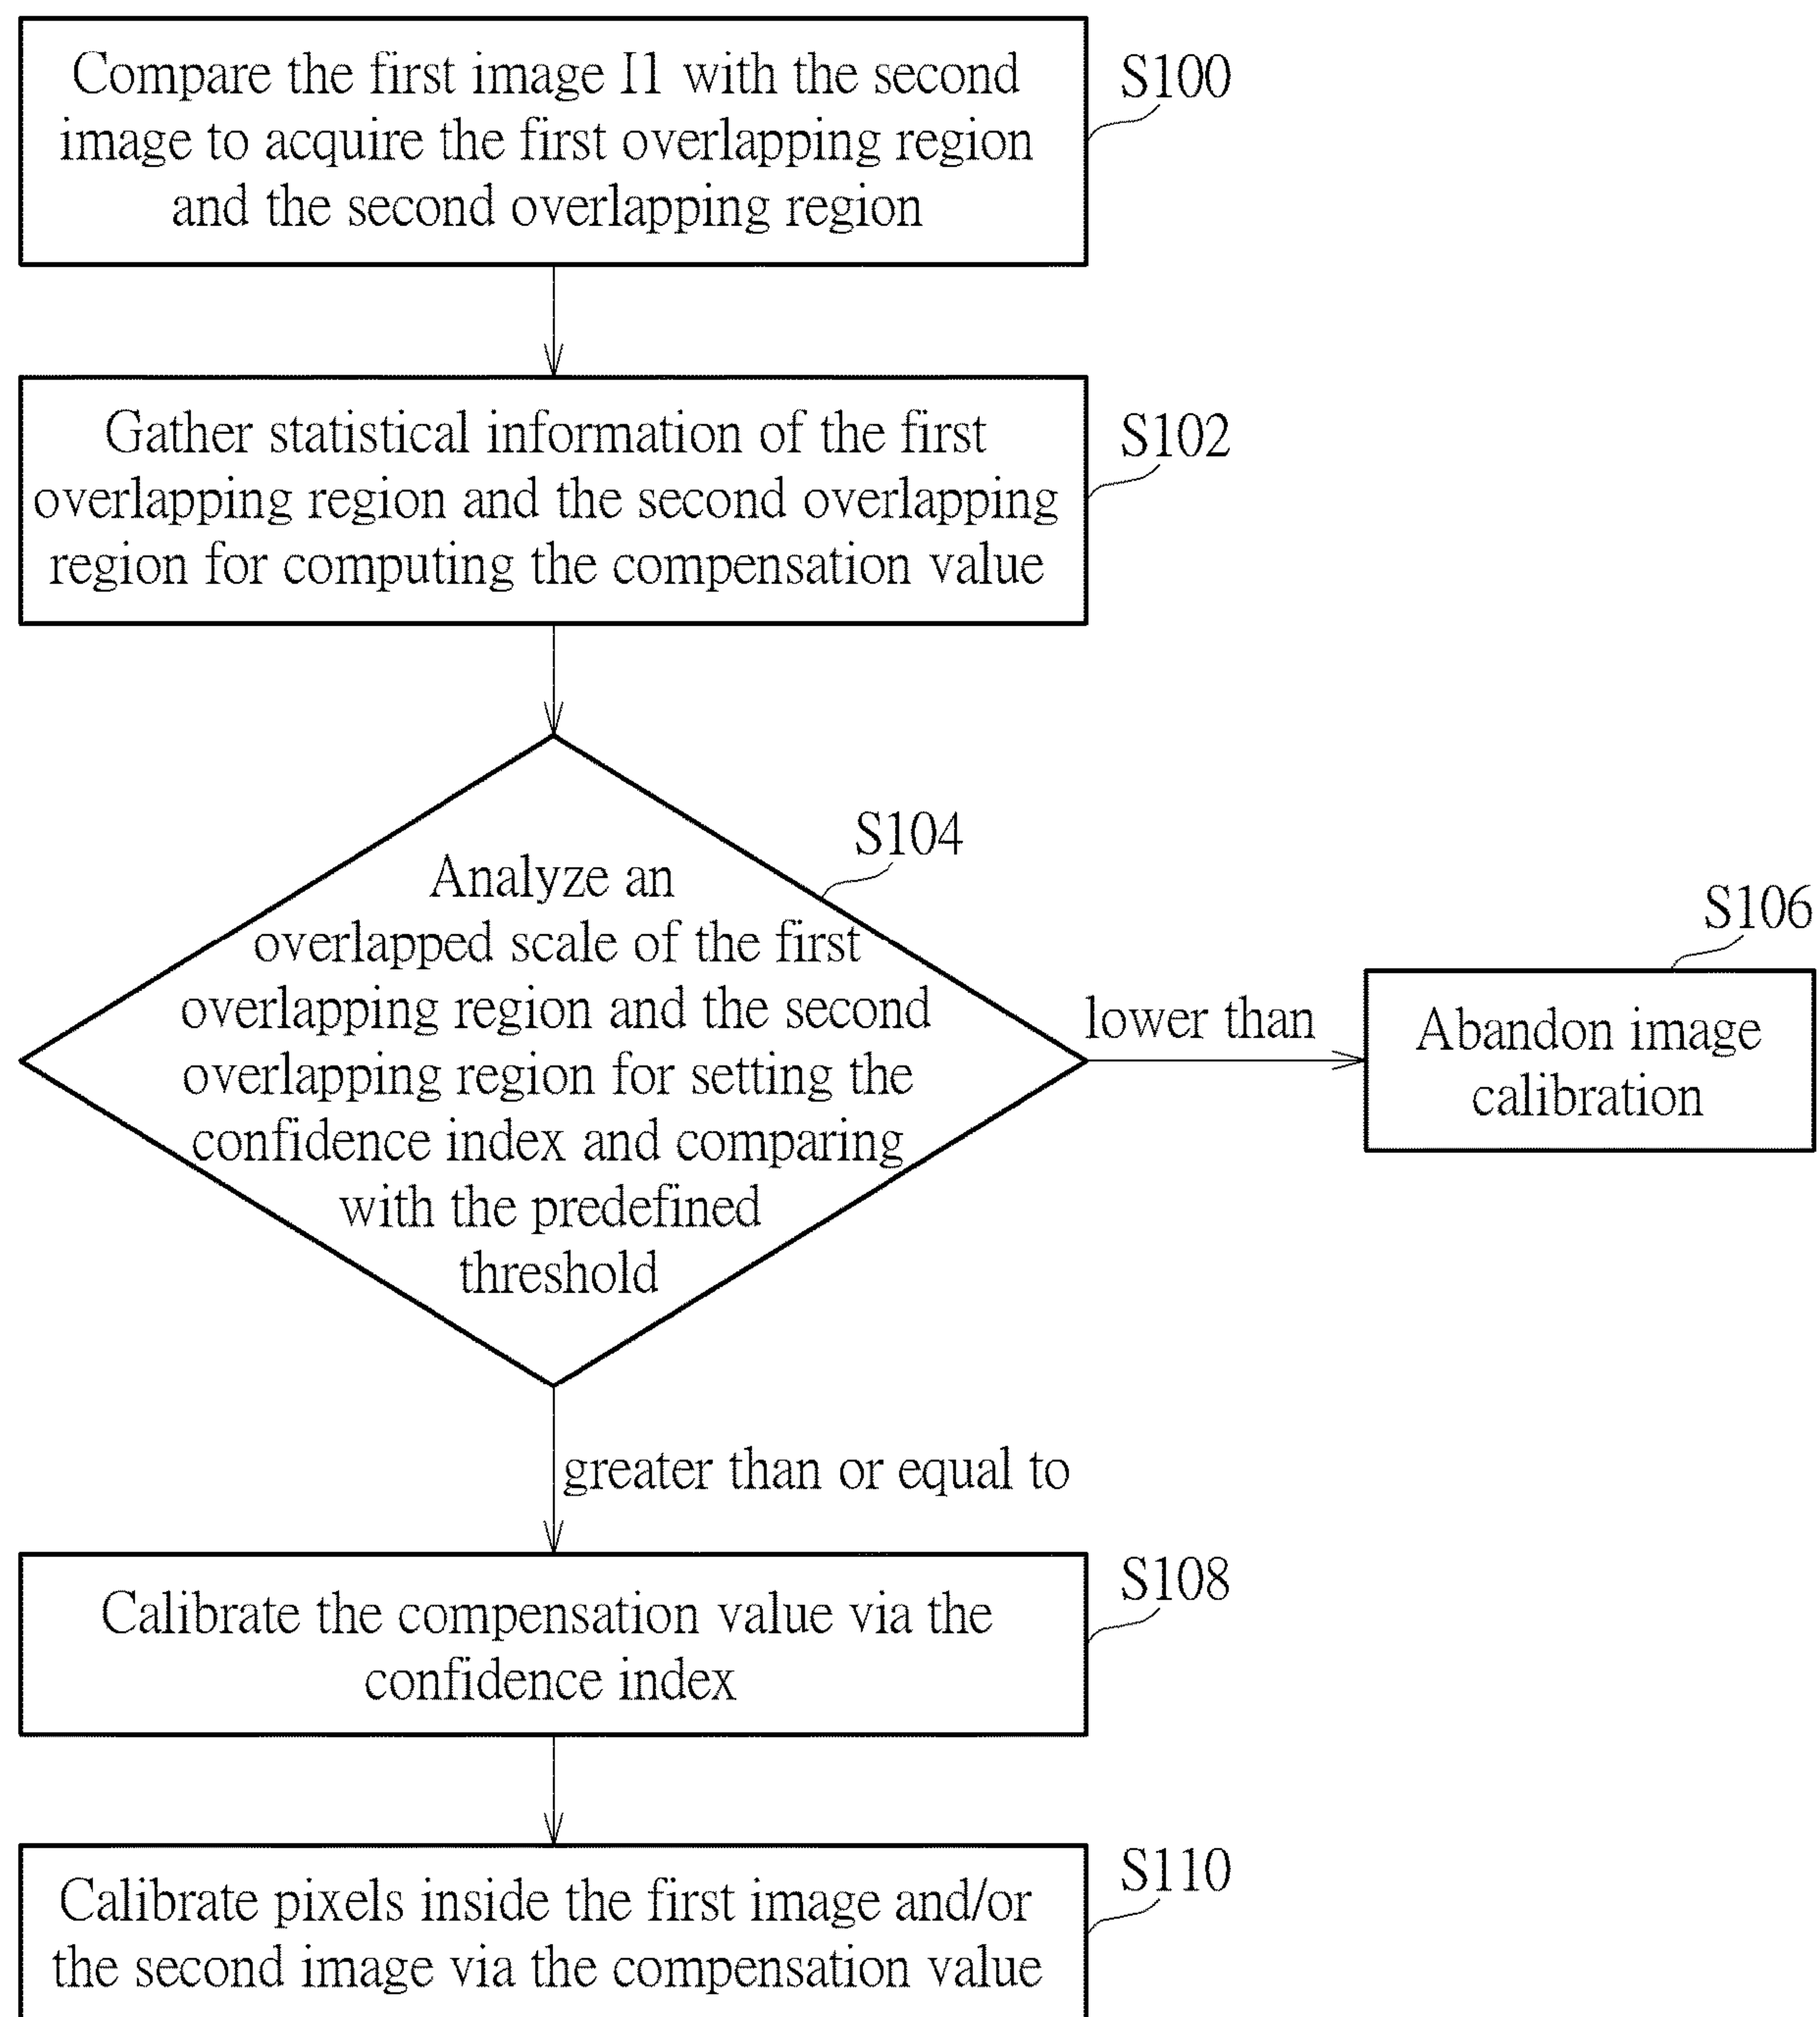 Compare the first image I1 with the second
image to acquire the first overlapping region
and the second overlapping region
S100
Gather statistical information of the first
overlapping region and the second overlapping
region for computing the compensation value
S102
Analyze an
overlapped scale of the first
overlapping region and the second
overlapping region for setting the
confidence index and comparing
with the predefined
threshold
S104
lower than
Abandon image
calibration
S106
greater than or equal to
Calibrate the compensation value via the
confidence index
S108
Calibrate pixels inside the first image and/or
the second image via the compensation value
S110